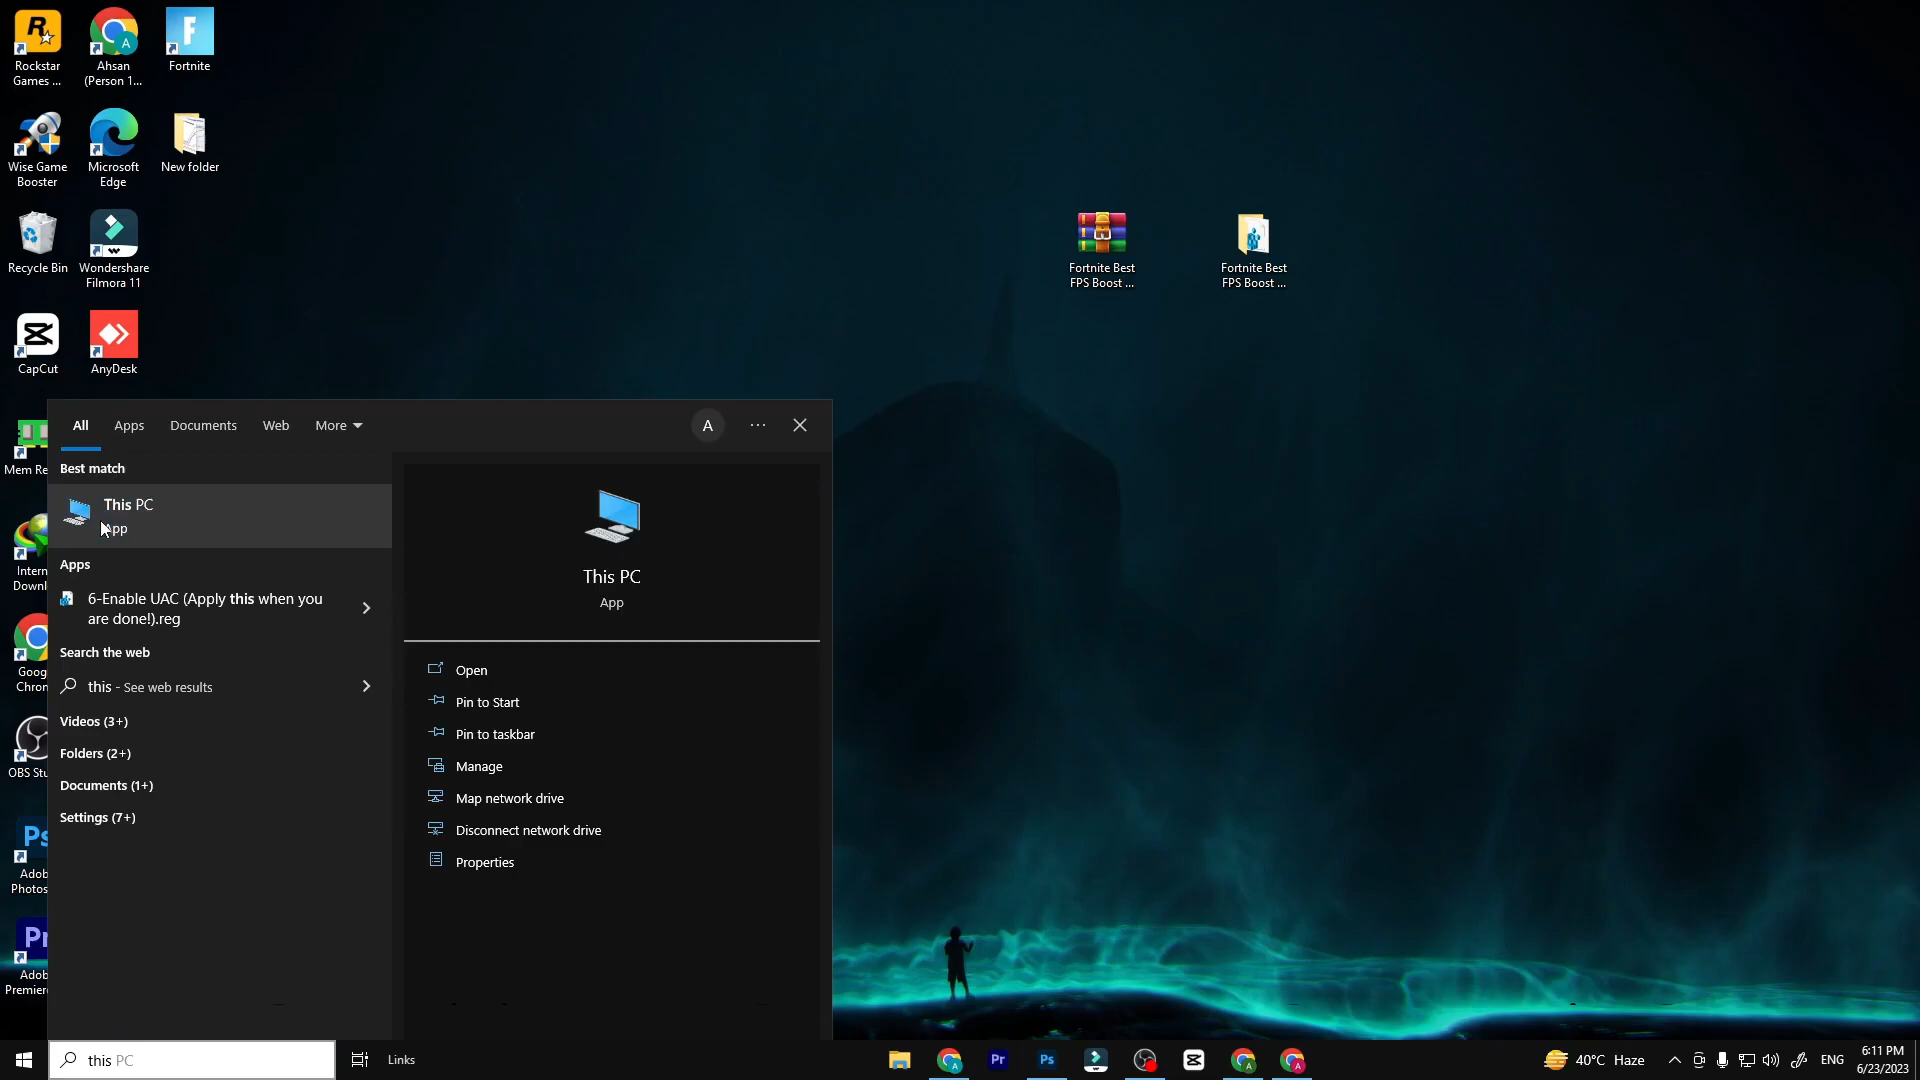 Rockstar
Games ...
Ahsan
(Person 1...
Fortnite
Wise Game
Booster
Microsoft
Edge
New folder
Recycle Bin
Wondershare
Filmora 11
CapCut
AnyDesk
Fortnite Best
FPS Boost ...
Fortnite Best
FPS Boost ...
Mem Re
Intern
Downl
Goog
Chron
OBS Stu
Ps
Adob
Photos
Pr
Adob
Premier
All
Apps
Documents
Web
More
A
Best match
This PC
App
Apps
6-Enable UAC (Apply this when you
are done!).reg
Search the web
this - See web results
Videos (3+)
Folders (2+)
Documents (1+)
Settings (7+)
This PC
App
Open
Pin to Start
Pin to taskbar
Manage
Map network drive
Disconnect network drive
Properties
this PC
Links
Pr
Ps
40°C Haze
ENG
6:11 PM
6/23/2023